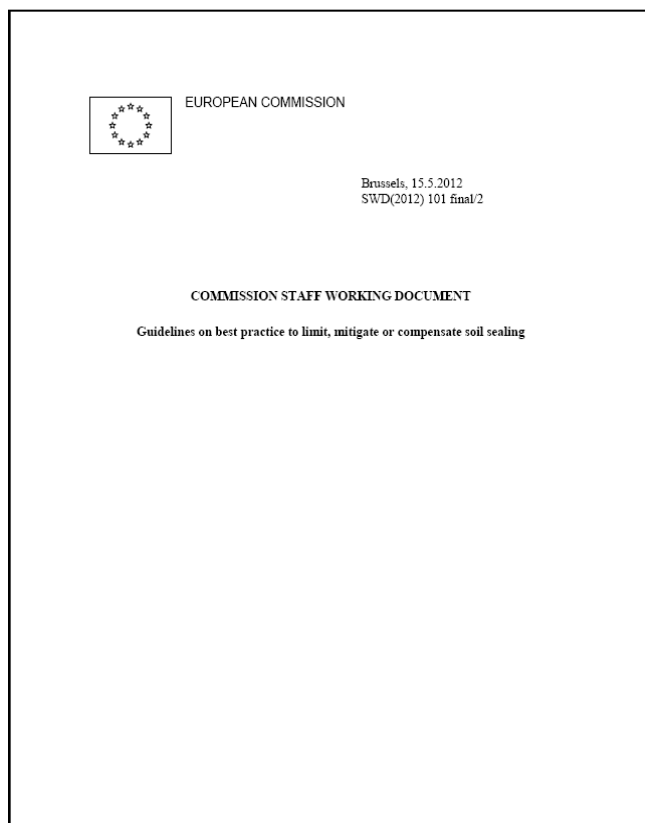 EUROPEAN COMMISSION
Brussels, 15.5.2012
SWD(2012) 101 final/2
COMMISSION STAFF WORKING DOCUMENT
Guidelines on best practice to limit, mitigate or compensate soil sealing